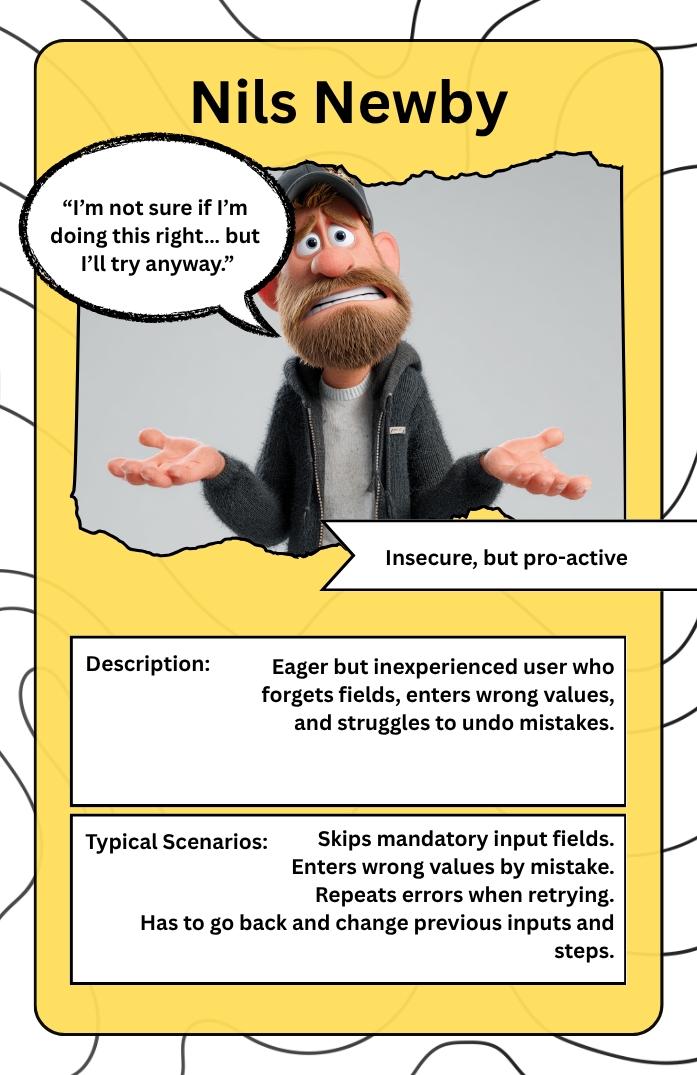 Nils Newby
“I’m not sure if I’m
doing this right... but
I’ll try anyway.”
Insecure, but pro-active
Description:
Eager but inexperienced user who
forgets fields, enters wrong values,
and struggles to undo mistakes.
Typical Scenarios:
Skips mandatory input fields.
Enters wrong values by mistake.
Repeats errors when retrying.
Has to go back and change previous inputs and
steps.